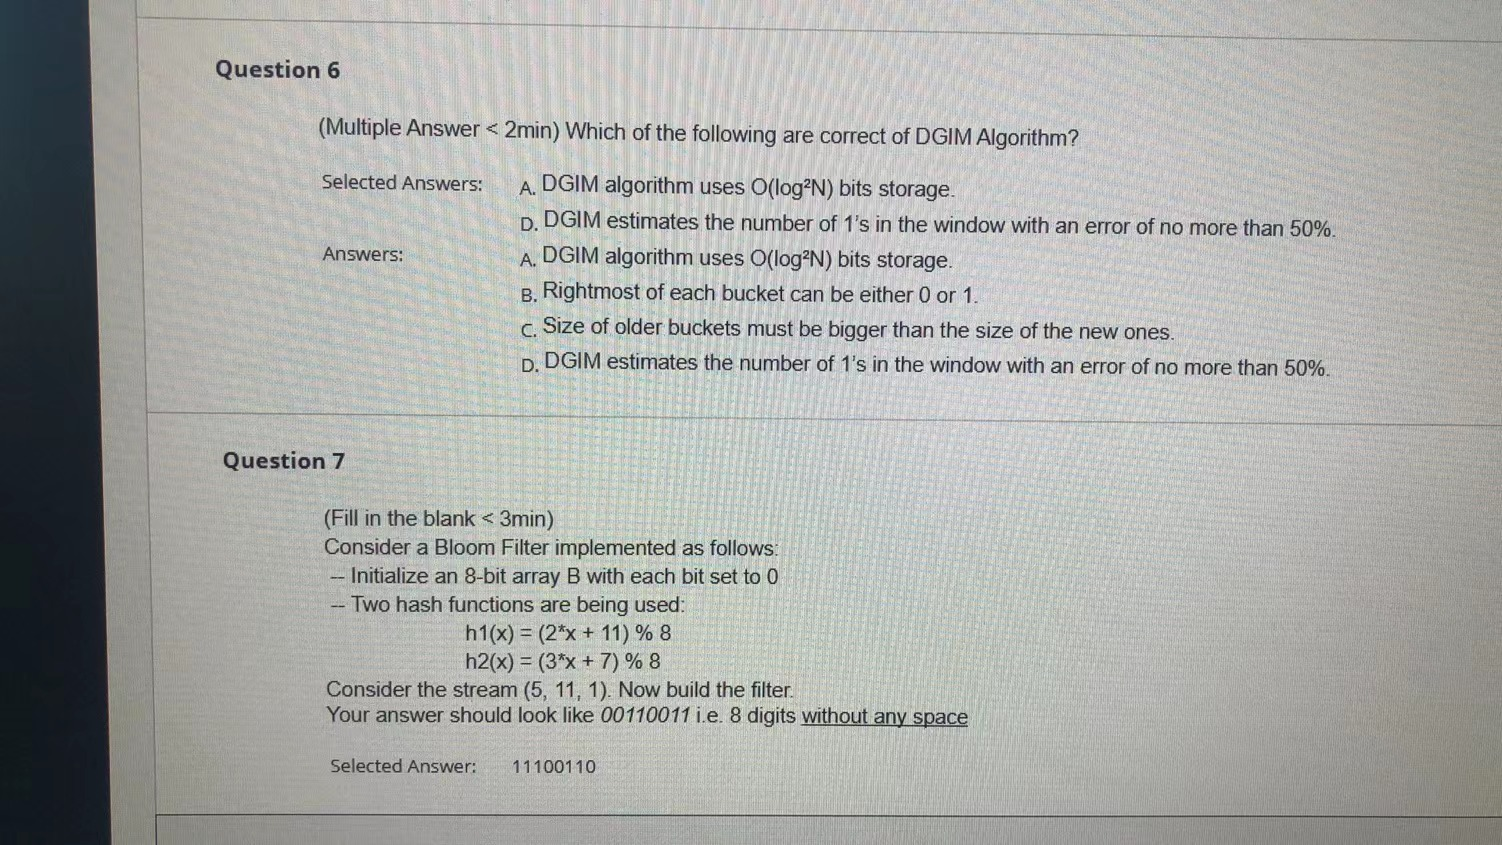 Question 6
(Multiple Answer < 2min) Which of the following are correct of DGIM Algorithm?
Selected Answers: A. DGIM algorithm uses O(log²N) bits storage.
D. DGIM estimates the number of 1's in the window with an error of no more than 50%.
Answers: A. DGIM algorithm uses O(log²N) bits storage.
B. Rightmost of each bucket can be either 0 or 1.
C. Size of older buckets must be bigger than the size of the new ones.
D. DGIM estimates the number of 1's in the window with an error of no more than 50%.
Question 7
(Fill in the blank < 3min)
Consider a Bloom Filter implemented as follows:
-- Initialize an 8-bit array B with each bit set to 0
-- Two hash functions are being used:
h1(x) = (2*x + 11) % 8
h2(x) = (3*x + 7) % 8
Consider the stream (5, 11, 1). Now build the filter.
Your answer should look like 00110011 i.e. 8 digits without any space
Selected Answer: 11100110